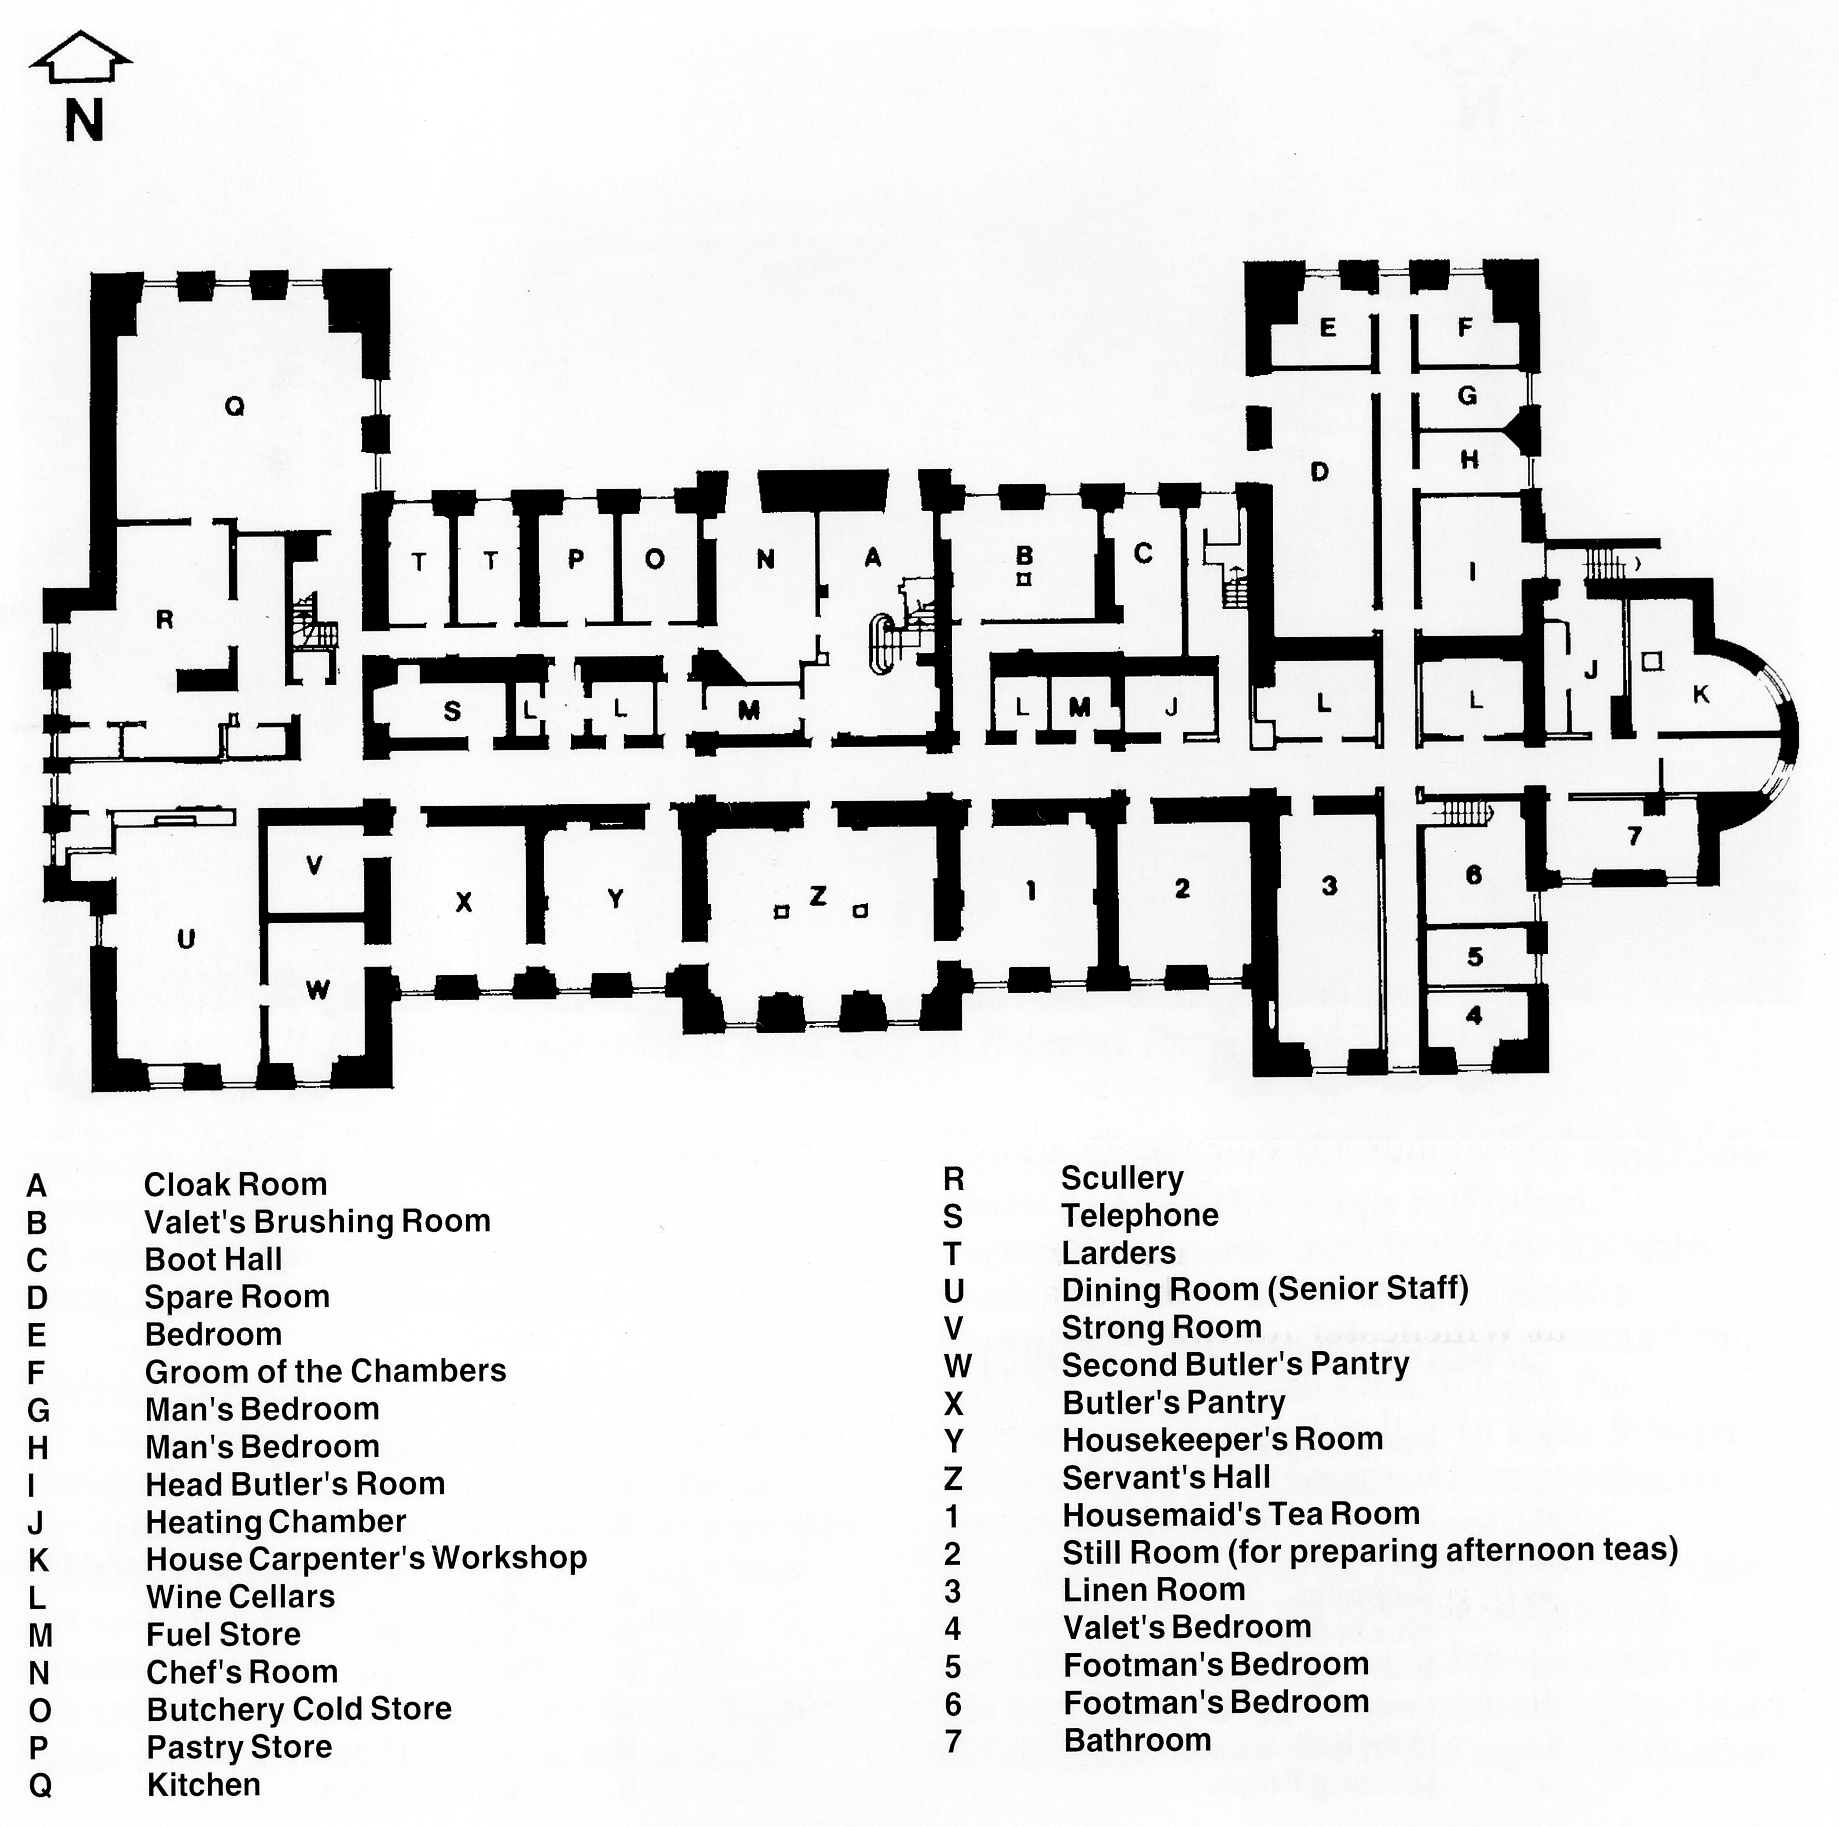 N
E F
Q G
H
D
T T P O N A B C I
R
J K
S L L M L M J L L
7
V 6
X Y Z 1 2 3
U 5
W 4
A Cloak Room
B Valet's Brushing Room
C Boot Hall
D Spare Room
E Bedroom
F Groom of the Chambers
G Man's Bedroom
H Man's Bedroom
I Head Butler's Room
J Heating Chamber
K House Carpenter's Workshop
L Wine Cellars
M Fuel Store
N Chef's Room
O Butchery Cold Store
P Pastry Store
Q Kitchen
R Scullery
S Telephone
T Larders
U Dining Room (Senior Staff)
V Strong Room
W Second Butler's Pantry
X Butler's Pantry
Y Housekeeper's Room
Z Servant's Hall
1 Housemaid's Tea Room
2 Still Room (for preparing afternoon teas)
3 Linen Room
4 Valet's Bedroom
5 Footman's Bedroom
6 Footman's Bedroom
7 Bathroom